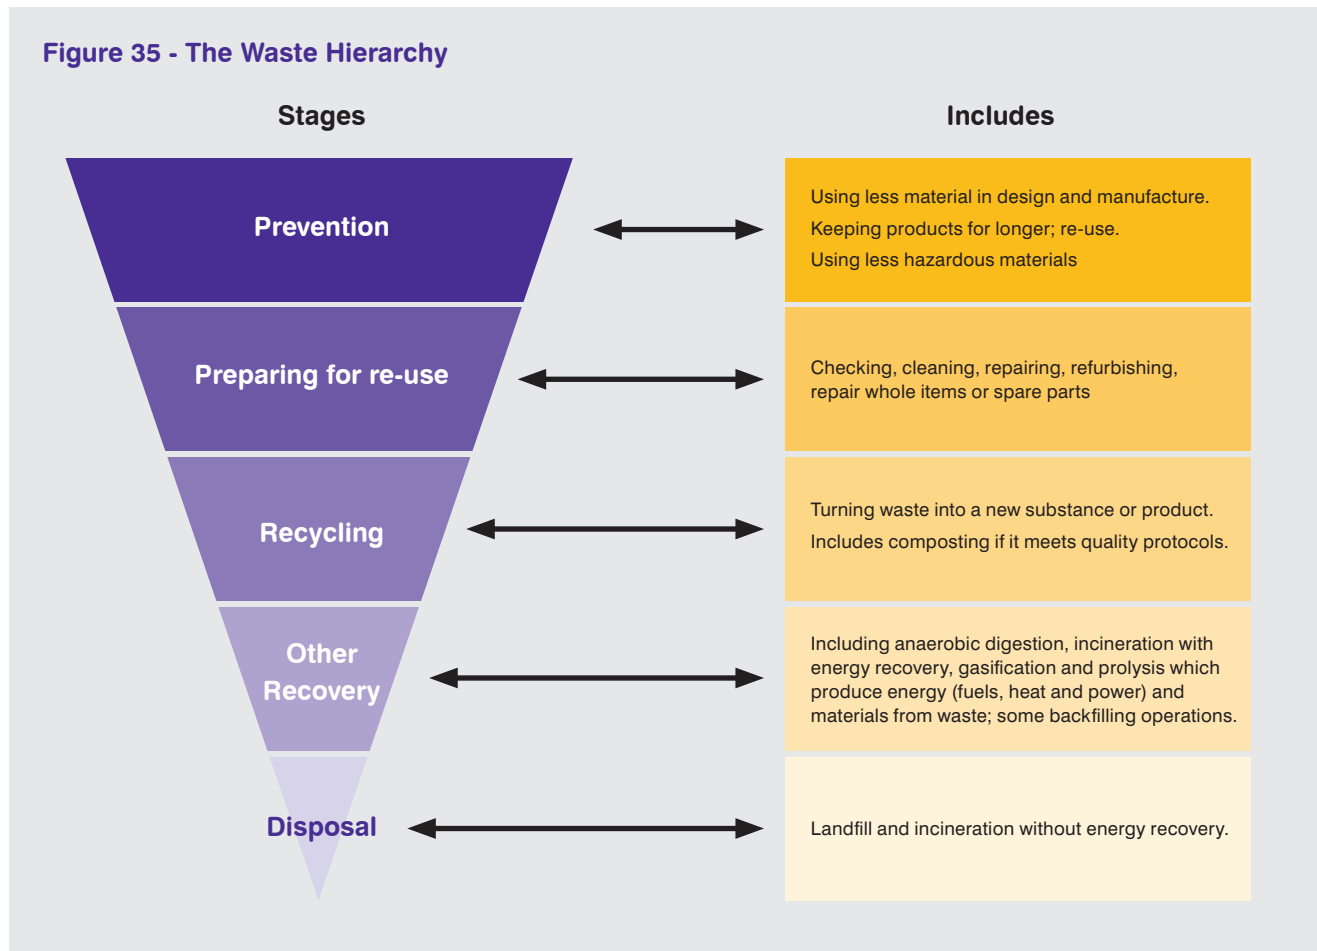 Figure 35 - The Waste Hierarchy
Stages
Includes
Prevention
Using less material in design and manufacture.
Keeping products for longer; re-use.
Using less hazardous materials
Preparing for re-use
Checking, cleaning, repairing, refurbishing,
repair whole items or spare parts
Recycling
Turning waste into a new substance or product.
Includes composting if it meets quality protocols.
Other
Recovery
Including anaerobic digestion, incineration with
energy recovery, gasification and prolysis which
produce energy (fuels, heat and power) and
materials from waste; some backfilling operations.
Disposal
Landfill and incineration without energy recovery.